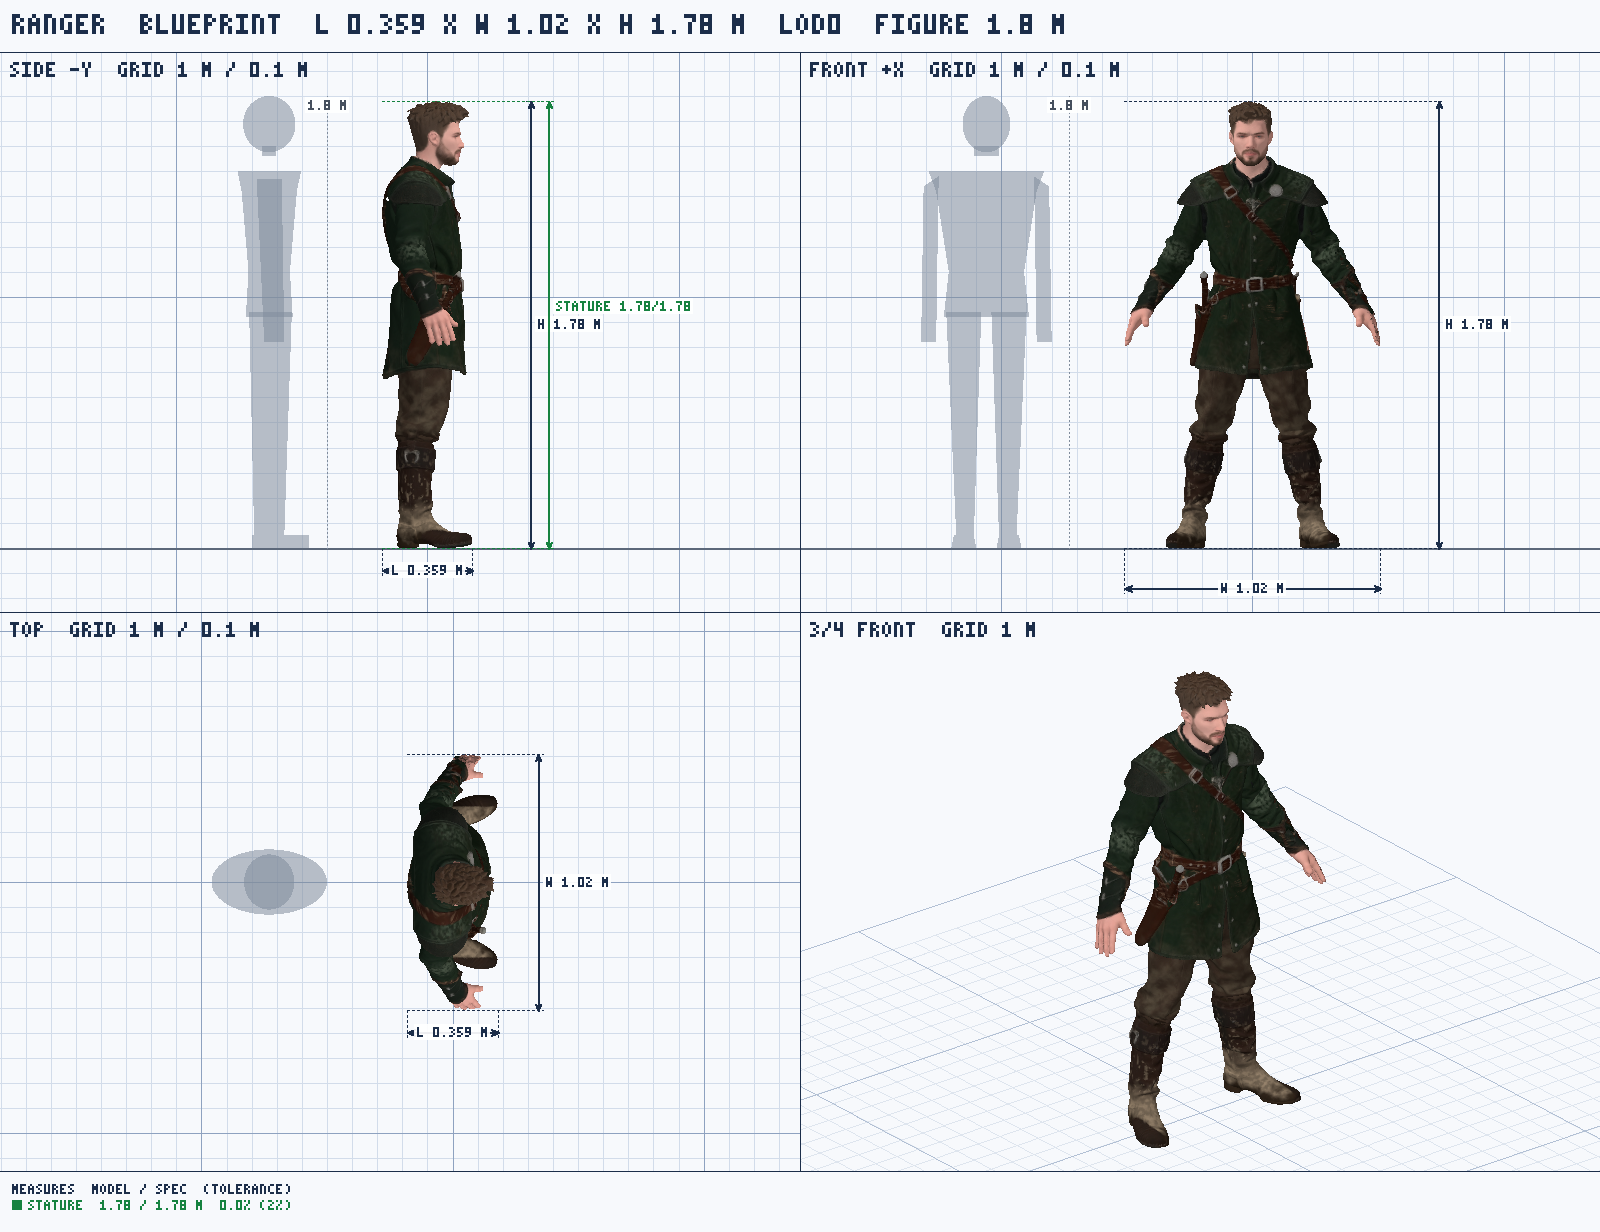 RANGER BLUEPRINT L 0.359 X W 1.02 X H 1.78 M LOD0 FIGURE 1.8 M
SIDE -Y GRID 1 M / 0.1 M
1.8 M
STATURE 1.78/1.78
H 1.78 M
L 0.359 M
FRONT +X GRID 1 M / 0.1 M
1.8 M
H 1.78 M
W 1.02 M
TOP GRID 1 M / 0.1 M
W 1.02 M
L 0.359 M
3/4 FRONT GRID 1 M
MEASURES MODEL / SPEC (TOLERANCE)
STATURE 1.78 / 1.78 M 0.0% (2%)